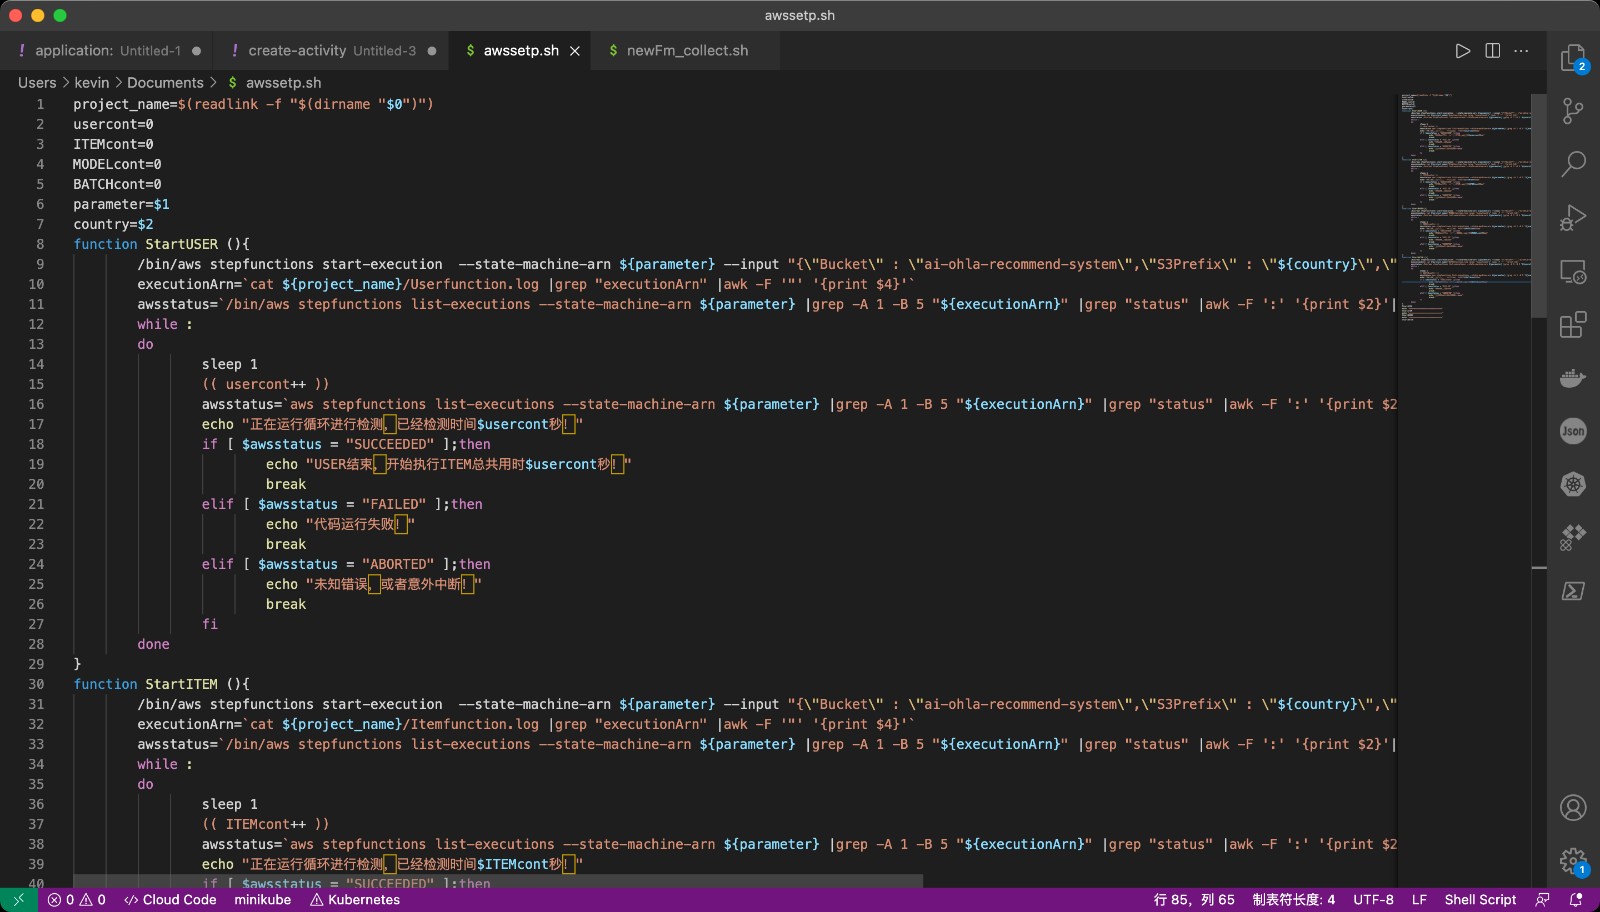 awssetp.sh
! application: Untitled-1
! create-activity Untitled-3
$ awssetp.sh
$ newFm_collect.sh
Users > kevin > Documents > $ awssetp.sh
2
1 project_name=$(readlink -f "$(dirname "$0")")
2 usercont=0
3 ITEMcont=0
4 MODELcont=0
5 BATCHcont=0
6 parameter=$1
7 country=$2
8 function StartUSER (){
9 /bin/aws stepfunctions start-execution  --state-machine-arn ${parameter} --input "{\"Bucket\" : \"ai-ohla-recommend-system\",\"S3Prefix\" : \"${country}\",\"
10 executionArn=`cat ${project_name}/Userfunction.log |grep "executionArn" |awk -F '"' '{print $4}'`
11 awsstatus=`/bin/aws stepfunctions list-executions --state-machine-arn ${parameter} |grep -A 1 -B 5 "${executionArn}" |grep "status" |awk -F ':' '{print $2}'|
12 while :
13 do
14 sleep 1
15 (( usercont++ ))
16 awsstatus=`aws stepfunctions list-executions --state-machine-arn ${parameter} |grep -A 1 -B 5 "${executionArn}" |grep "status" |awk -F ':' '{print $2
17 echo "正在运行循环进行检测，已经检测时间$usercont秒！"
18 if [ $awsstatus = "SUCCEEDED" ];then
19 echo "USER结束，开始执行ITEM总共用时$usercont秒！"
20 break
21 elif [ $awsstatus = "FAILED" ];then
22 echo "代码运行失败！"
23 break
24 elif [ $awsstatus = "ABORTED" ];then
25 echo "未知错误，或者意外中断！"
26 break
27 fi
28 done
29 }
30 function StartITEM (){
31 /bin/aws stepfunctions start-execution  --state-machine-arn ${parameter} --input "{\"Bucket\" : \"ai-ohla-recommend-system\",\"S3Prefix\" : \"${country}\",\"
32 executionArn=`cat ${project_name}/Itemfunction.log |grep "executionArn" |awk -F '"' '{print $4}'`
33 awsstatus=`/bin/aws stepfunctions list-executions --state-machine-arn ${parameter} |grep -A 1 -B 5 "${executionArn}" |grep "status" |awk -F ':' '{print $2}'|
34 while :
35 do
36 sleep 1
37 (( ITEMcont++ ))
38 awsstatus=`aws stepfunctions list-executions --state-machine-arn ${parameter} |grep -A 1 -B 5 "${executionArn}" |grep "status" |awk -F ':' '{print $2
39 echo "正在运行循环进行检测，已经检测时间$ITEMcont秒！"
40 if [ $awsstatus = "SUCCEEDED" ];then
Json
1
0 0 </> Cloud Code minikube Kubernetes 行 85，列 65 制表符长度: 4 UTF-8 LF Shell Script